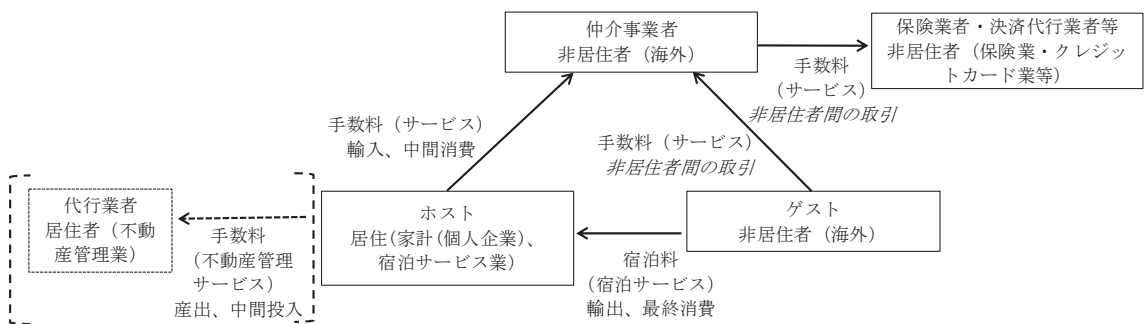 仲介事業者
非居住者（海外）
保険業者・決済代行業者等
非居住者（保険業・クレジッ
トカード業等）
手数料
（サービス）
非居住者間の取引
手数料（サービス）
輸入、中間消費
手数料（サービス）
非居住者間の取引
代行業者
居住者（不動
産管理業）
手数料
（不動産管理
サービス）
産出、中間投入
ホスト
居住(家計(個人企業)、
宿泊サービス業）
宿泊料
（宿泊サービス）
輸出、最終消費
ゲスト
非居住者（海外）